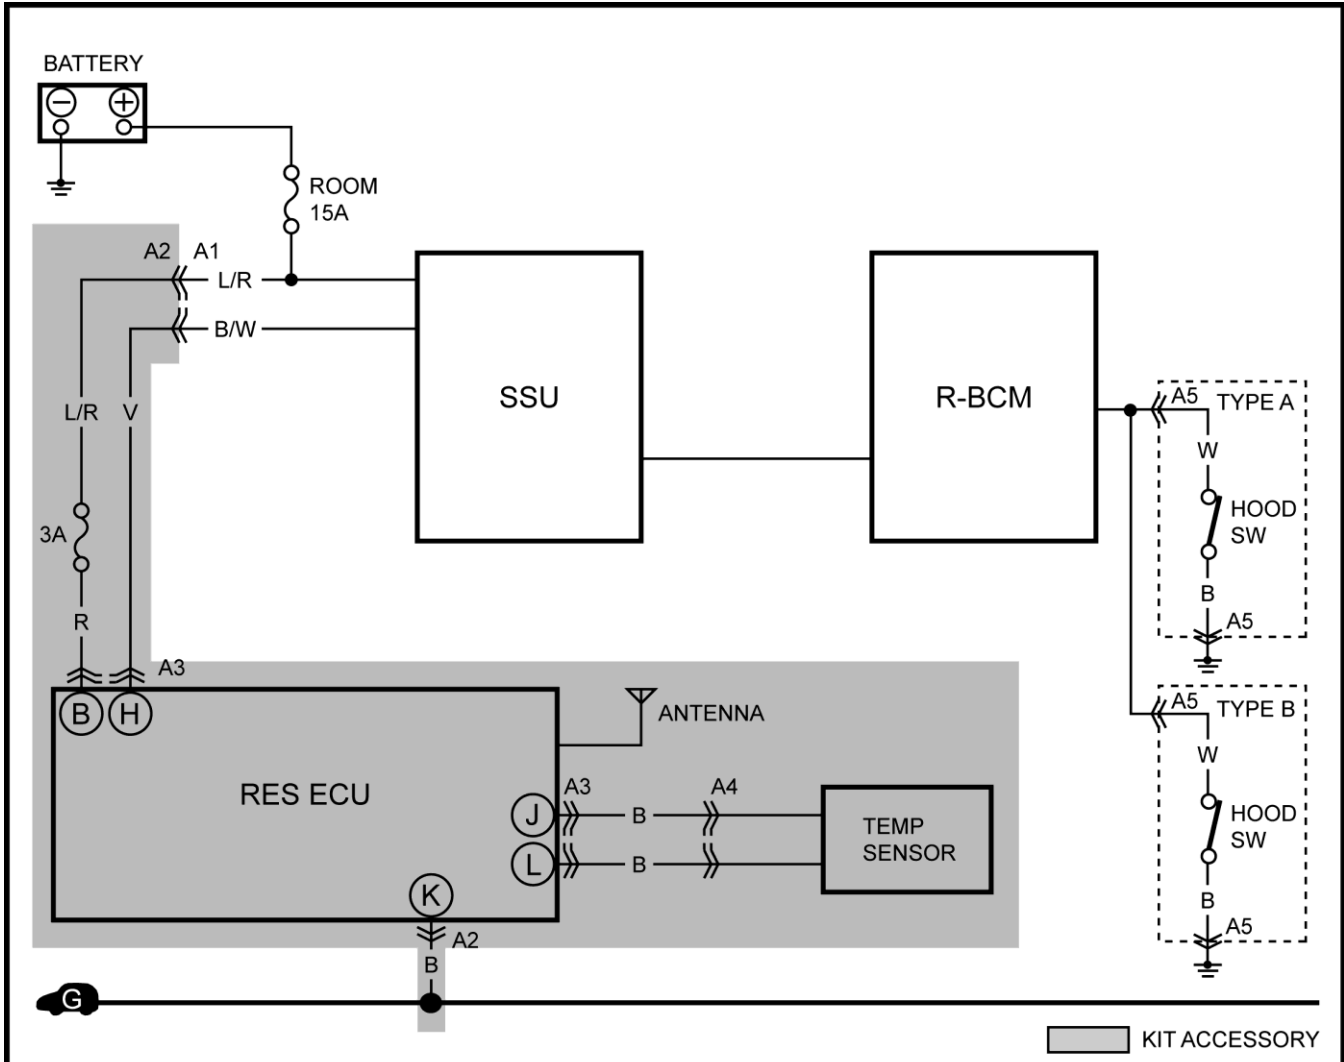 BATTERY
− +
ROOM
15A
A2 A1
L/R
B/W
SSU
R-BCM
L/R V
3A
R
A3
B H
RES ECU
ANTENNA
J A3 B A4
L B
TEMP
SENSOR
K
A2
B
G
A5 TYPE A
W
HOOD
SW
B
A5
A5 TYPE B
W
HOOD
SW
B
A5
KIT ACCESSORY